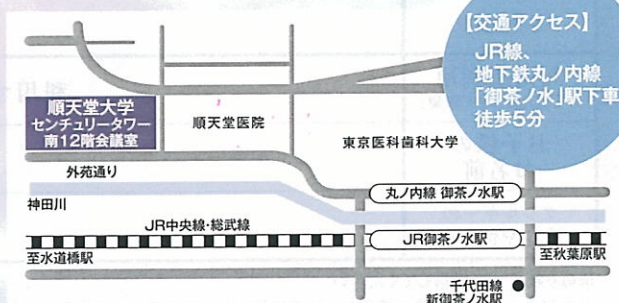 【交通アクセス】
JR線、
地下鉄丸ノ内線
「御茶ノ水」駅下車
徒歩5分
順天堂大学
センチュリータワー
南12階会議室
順天堂医院
東京医科歯科大学
外苑通り
神田川
丸ノ内線 御茶ノ水駅
JR中央線・総武線
JR御茶ノ水駅
至水道橋駅
至秋葉原駅
千代田線
新御茶ノ水駅